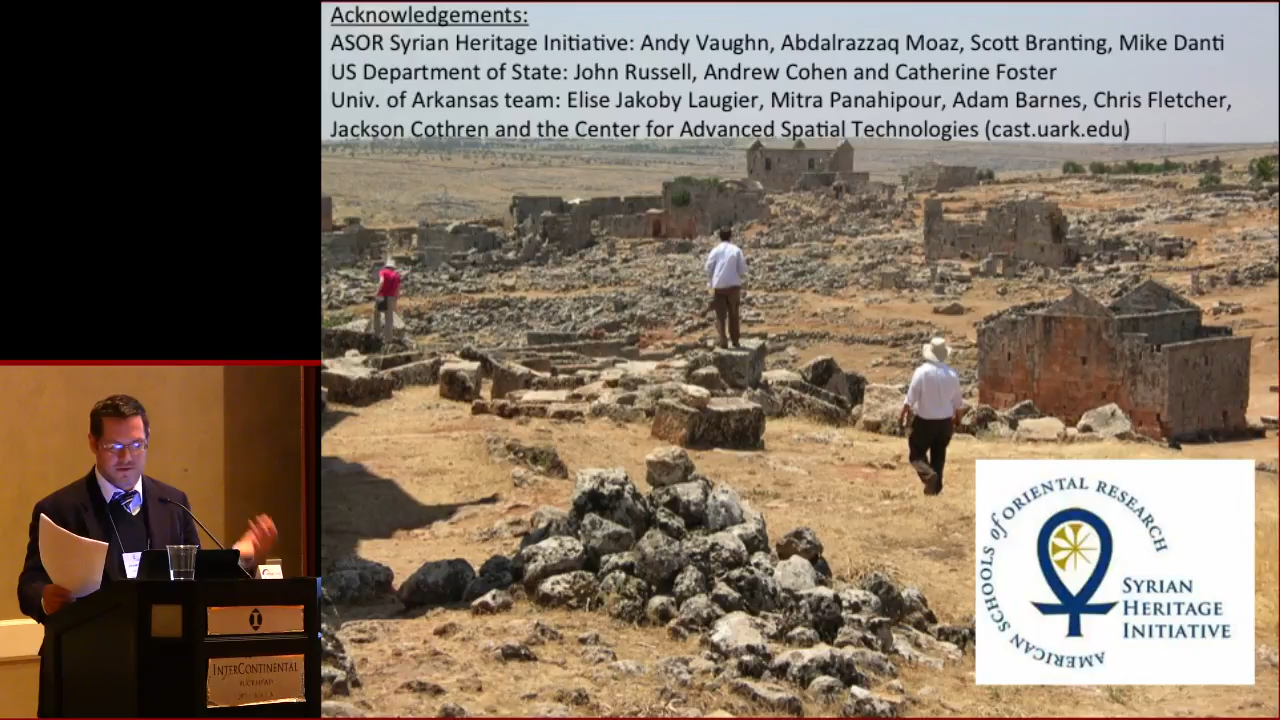 Acknowledgements:
ASOR Syrian Heritage Initiative: Andy Vaughn, Abdalrazzaq Moaz, Scott Branting, Mike Danti
US Department of State: John Russell, Andrew Cohen and Catherine Foster
Univ. of Arkansas team: Elise Jakoby Laugier, Mitra Panahipour, Adam Barnes, Chris Fletcher,
Jackson Cothren and the Center for Advanced Spatial Technologies (cast.uark.edu)
AMERICAN SCHOOLS of ORIENTAL RESEARCH
SYRIAN
HERITAGE
INITIATIVE
INTERCONTINENTAL
BUCKHEAD